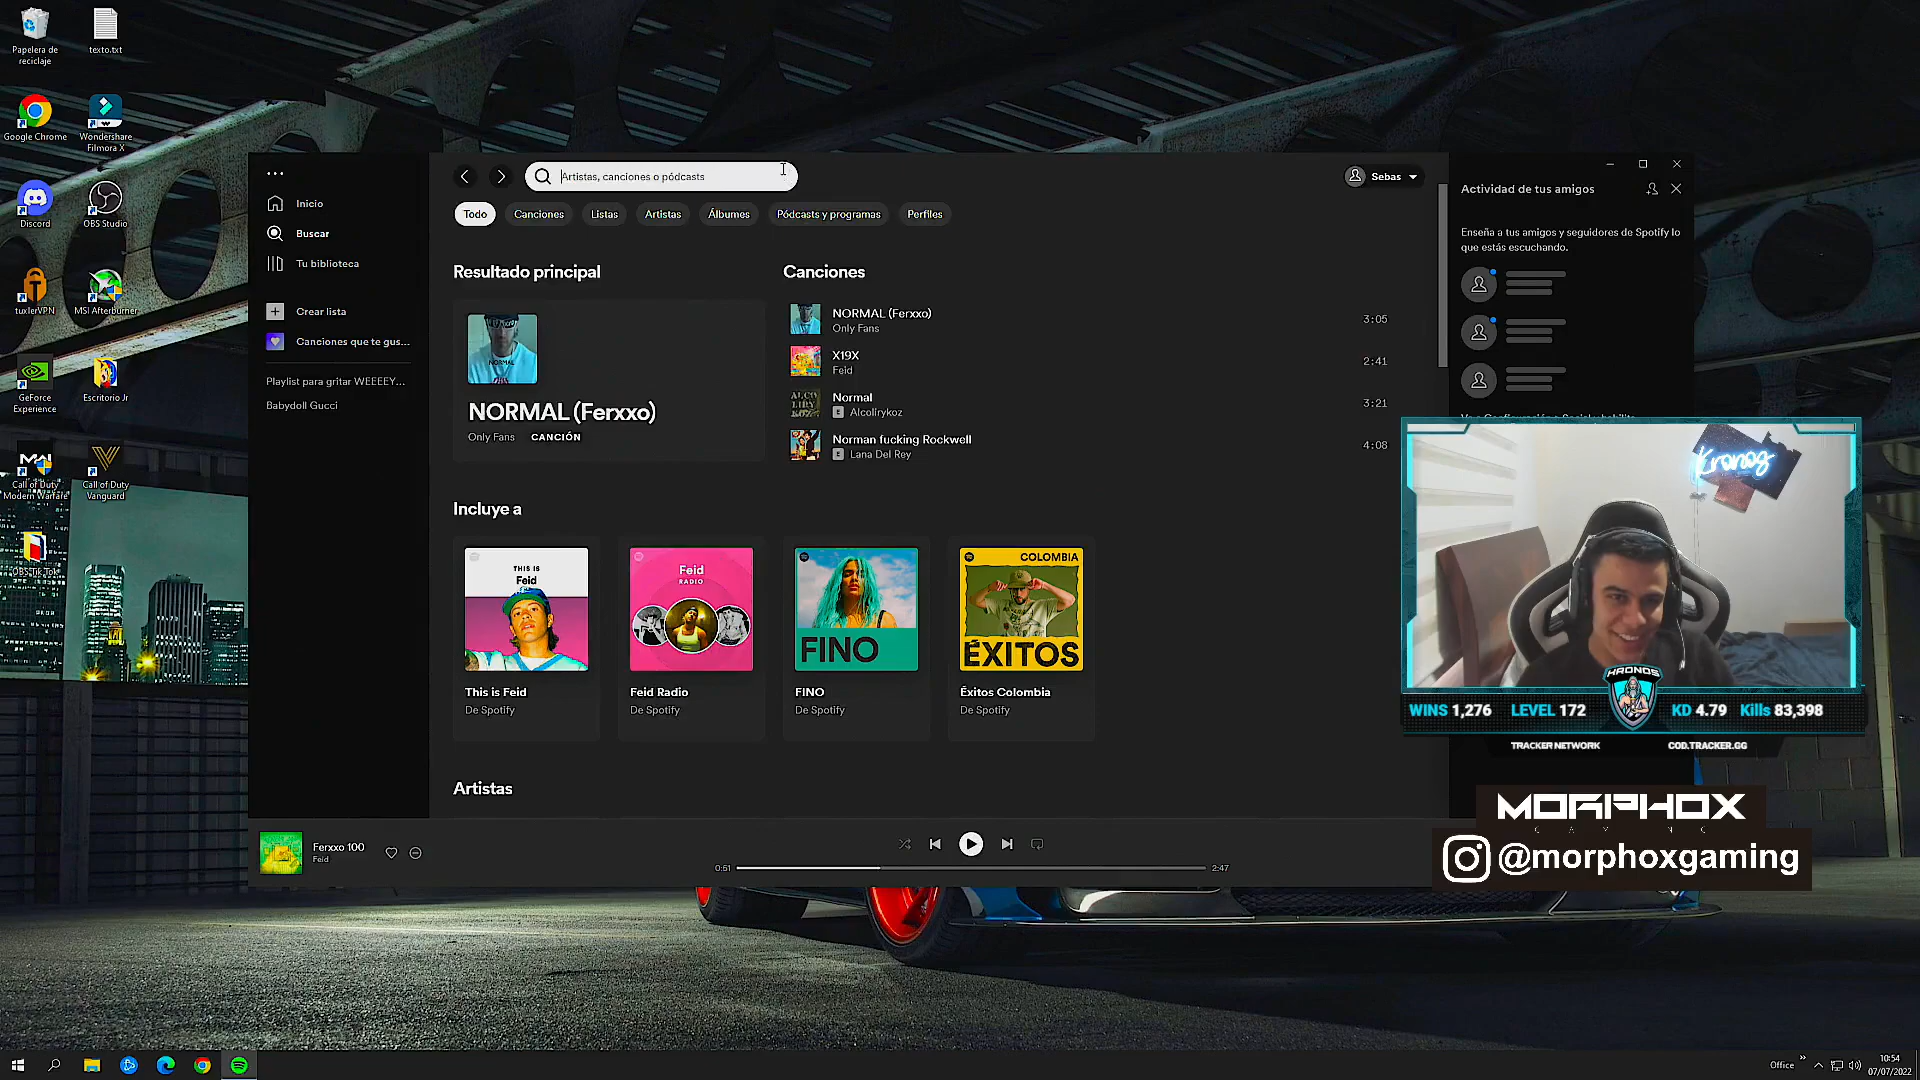 Papelera de
reciclaje
texto.txt
Google Chrome
Wondershare
Filmora X
Discord
OBS Studio
tuxlerVPN
MSI Afterburner
GeForce
Experience
Escritorio Jr
Call of Duty
Modern Warfare
Call of Duty
Vanguard
OBS Tik Tok
Inicio
Buscar
Tu biblioteca
Crear lista
Canciones que te gus...
Playlist para gritar WEEEEY...
Babydoll Gucci
Artistas, canciones o pódcasts
Sebas
Todo
Canciones
Listas
Artistas
Álbumes
Pódcasts y programas
Perfiles
Resultado principal
NORMAL
NORMAL (Ferxxo)
Only Fans CANCIÓN
Canciones
NORMAL (Ferxxo)
Only Fans
3:05
X19X
Feid
2:41
Normal
E Alcolirykoz
3:21
Norman fucking Rockwell
E Lana Del Rey
4:08
Incluye a
THIS IS
Feid
This is Feid
De Spotify
Feid
RADIO
Feid Radio
De Spotify
FINO
FINO
De Spotify
COLOMBIA
ÉXITOS
Éxitos Colombia
De Spotify
Artistas
Actividad de tus amigos
Enseña a tus amigos y seguidores de Spotify lo
que estás escuchando.
Kronos
KRONOS
WINS 1,276 LEVEL 172 KD 4.79 Kills 83,398
TRACKER NETWORK COD.TRACKER.GG
MORPHOX
GAMING
@morphoxgaming
Ferxxo 100
Feid
0:51
2:47
Office
10:54
07/07/2022